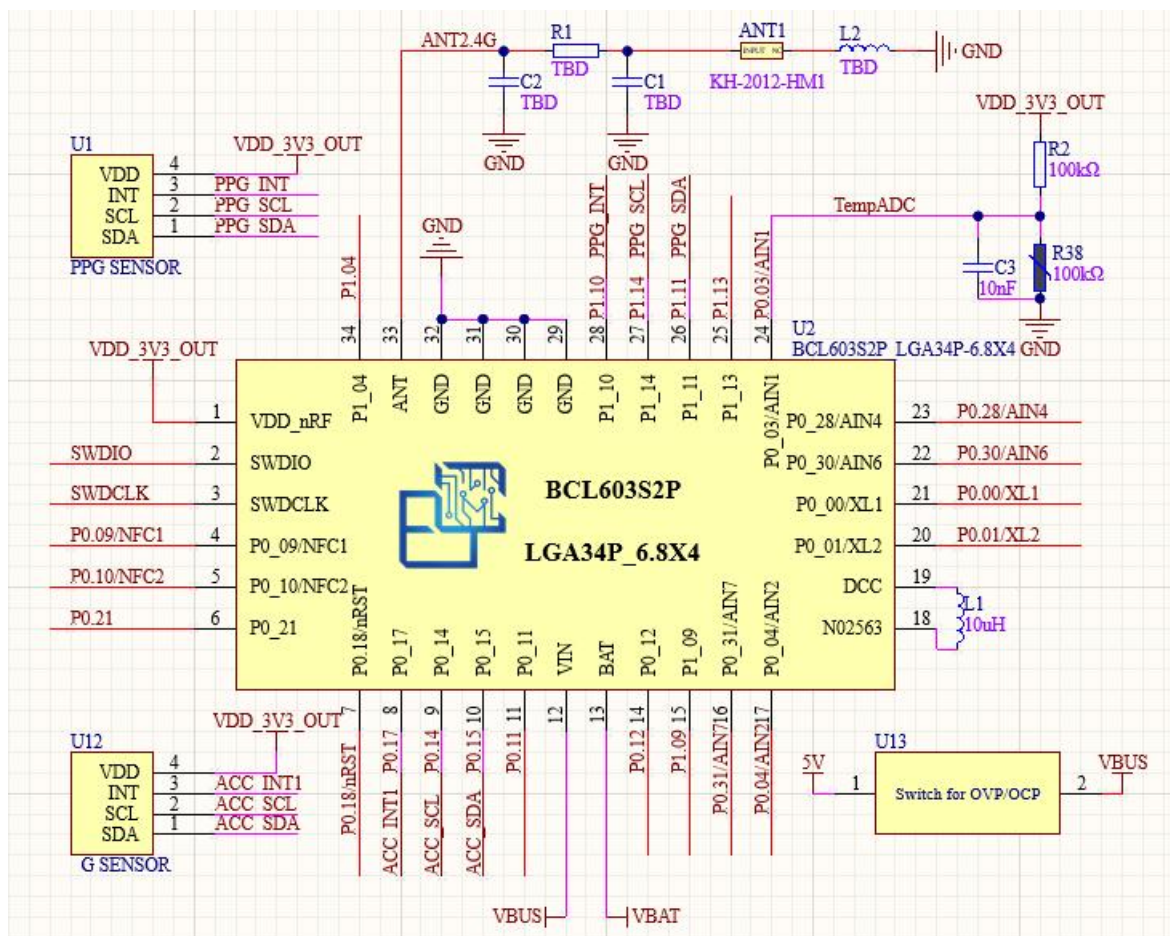 ANT2.4G
R1
TBD
C2
TBD
GND
C1
TBD
GND
ANT1
INPUT NC
KH-2012-HM1
L2
TBD
GND
VDD_3V3_OUT
R2
100kΩ
TempADC
C3
10nF
R38
100kΩ
GND
U1
VDD_3V3_OUT
VDD 4
INT 3 PPG_INT
SCL 2 PPG_SCL
SDA 1 PPG_SDA
PPG SENSOR
GND
P1.04
P1.10 PPG_INT
P1.14 PPG_SCL
P1.11 PPG_SDA
P1.13
P0.03/AIN1
34 33 32 31 30 29 28 27 26 25 24
U2
BCL603S2P_LGA34P-6.8X4
VDD_3V3_OUT
P1_04 ANT GND GND GND GND P1_10 P1_14 P1_11 P1_13 P0_03/AIN1
1 VDD_nRF
SWDIO 2 SWDIO
SWDCLK 3 SWDCLK
P0.09/NFC1 4 P0_09/NFC1
P0.10/NFC2 5 P0_10/NFC2
P0.21 6 P0_21
BCL603S2P
LGA34P_6.8X4
P0_28/AIN4 23 P0.28/AIN4
P0_30/AIN6 22 P0.30/AIN6
P0_00/XL1 21 P0.00/XL1
P0_01/XL2 20 P0.01/XL2
DCC 19
N02563 18
L1
10uH
P0.18/nRST P0_17 P0_14 P0_15 P0_11 VIN BAT P0_12 P1_09 P0_31/AIN7 P0_04/AIN2
7 8 9 10 11 12 13 14 15 16 17
P0.18/nRST
ACC_INT1 P0.17
ACC_SCL P0.14
ACC_SDA P0.15
P0.11
P0.12
P1.09
P0.31/AIN7
P0.04/AIN2
VBUS
VBAT
U12
VDD_3V3_OUT
VDD 4
INT 3 ACC_INT1
SCL 2 ACC_SCL
SDA 1 ACC_SDA
G SENSOR
U13
5V
1 Switch for OVP/OCP 2
VBUS